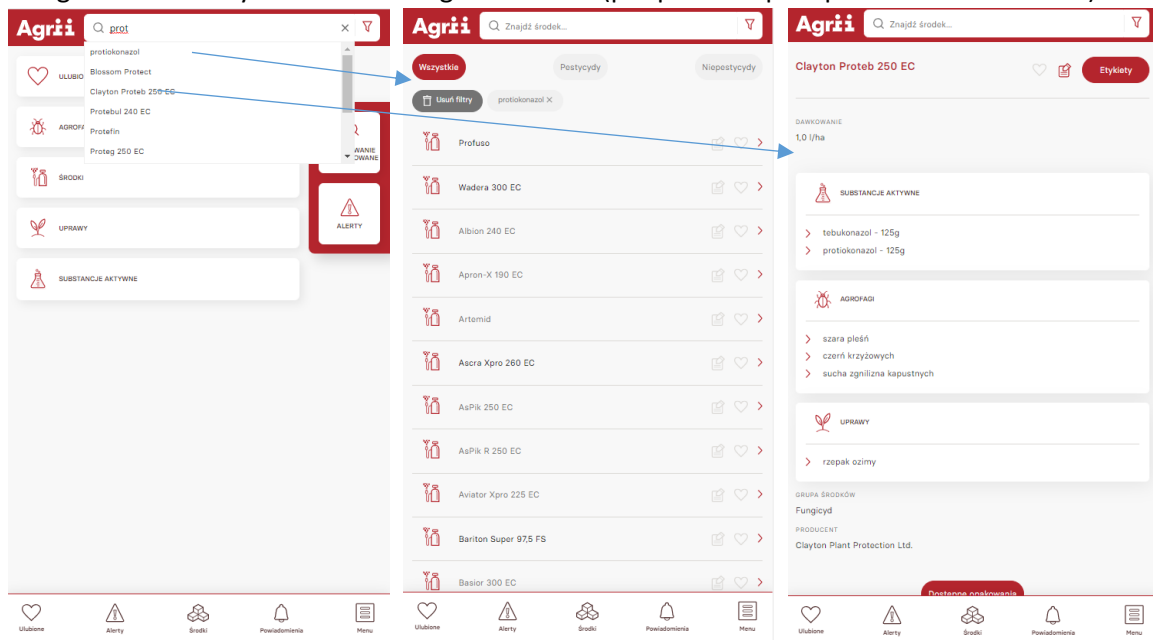 Agrii
prot
protiokonazol
Blossom Protect
Clayton Proteb 250 EC
Protebul 240 EC
Protefin
Proteg 250 EC
ULUBIO
AGROFA
ŚRODKI
UPRAWY
SUBSTANCJE AKTYWNE
WANIE
OWANE
ALERTY
Ulubione
Alerty
Środki
Powiadomienia
Menu
Agrii
Znajdź środek...
Wszystkie
Pestycydy
Niepestycydy
Usuń filtry
protiokonazol X
Profuso
Wadera 300 EC
Albion 240 EC
Apron-X 190 EC
Artemid
Ascra Xpro 260 EC
AsPik 250 EC
AsPik R 250 EC
Aviator Xpro 225 EC
Bariton Super 97,5 FS
Basior 300 EC
Ulubione
Alerty
Środki
Powiadomienia
Menu
Agrii
Znajdź środek...
Clayton Proteb 250 EC
Etykiety
DAWKOWANIE
1,0 l/ha
SUBSTANCJE AKTYWNE
tebukonazol - 125g
protiokonazol - 125g
AGROFAGI
szara pleśń
czerń krzyżowych
sucha zgnilizna kapustnych
UPRAWY
rzepak ozimy
GRUPA ŚRODKÓW
Fungicyd
PRODUCENT
Clayton Plant Protection Ltd.
Dostępne opakowania
Ulubione
Alerty
Środki
Powiadomienia
Menu